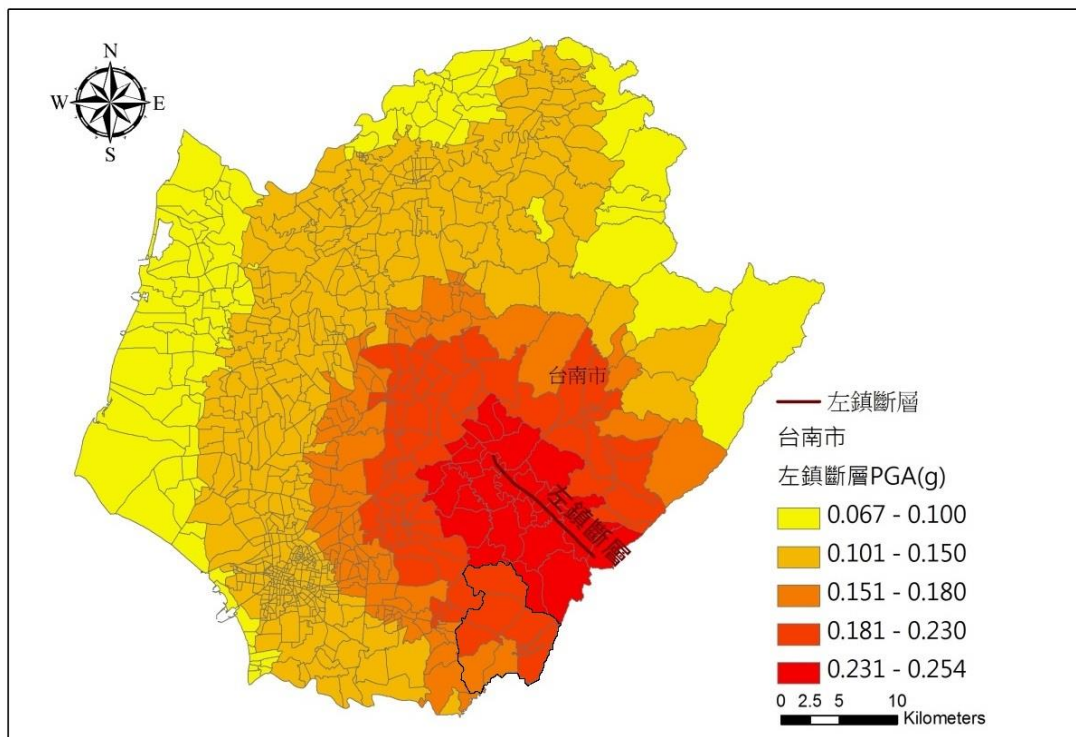 N
W E
S
台南市
左鎮斷層
左鎮斷層
台南市
左鎮斷層PGA(g)
0.067 - 0.100
0.101 - 0.150
0.151 - 0.180
0.181 - 0.230
0.231 - 0.254
0 2.5 5 10
Kilometers